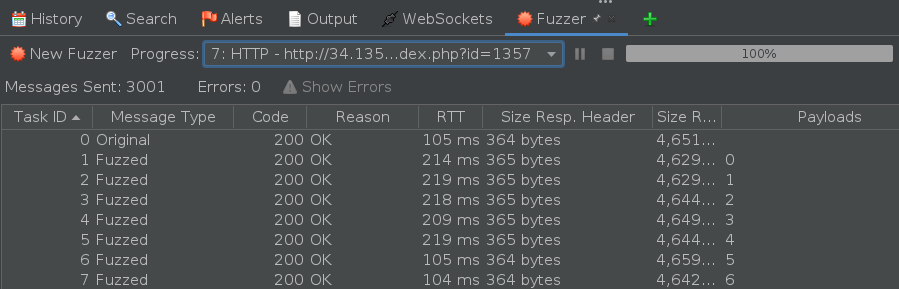 History Search Alerts Output WebSockets Fuzzer
New Fuzzer Progress: 7: HTTP - http://34.135...dex.php?id=1357 100%
Messages Sent: 3001 Errors: 0 Show Errors
Task ID Message Type Code Reason RTT Size Resp. Header Size R... Payloads
0 Original 200 OK 105 ms 364 bytes 4,651...
1 Fuzzed 200 OK 214 ms 365 bytes 4,629... 0
2 Fuzzed 200 OK 219 ms 365 bytes 4,629... 1
3 Fuzzed 200 OK 218 ms 365 bytes 4,644... 2
4 Fuzzed 200 OK 209 ms 365 bytes 4,649... 3
5 Fuzzed 200 OK 219 ms 365 bytes 4,644... 4
6 Fuzzed 200 OK 105 ms 364 bytes 4,659... 5
7 Fuzzed 200 OK 104 ms 364 bytes 4,642... 6